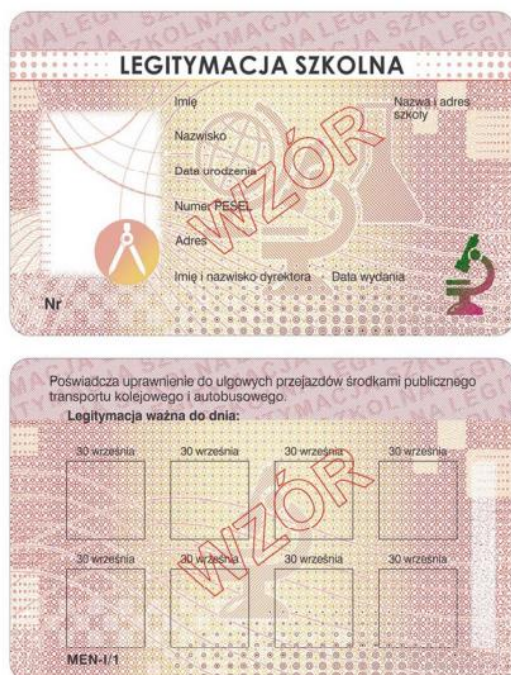 LEGITYMACJA SZKOLNA
Imię
Nazwa i adres
szkoły
Nazwisko
Data urodzenia
Numer PESEL
Adres
Imię i nazwisko dyrektora Data wydania
Nr
WZÓR
Poświadcza uprawnienie do ulgowych przejazdów środkami publicznego
transportu kolejowego i autobusowego.
Legitymacja ważna do dnia:
30 września 30 września 30 września 30 września
30 września 30 września 30 września 30 września
WZÓR
MEN-I/1